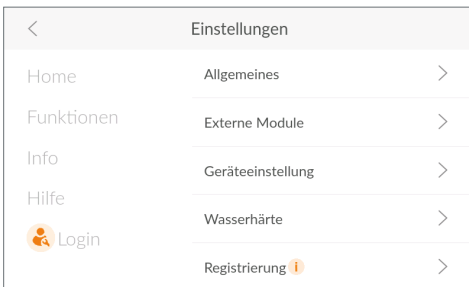 Einstellungen
Home
Funktionen
Info
Hilfe
Login
Allgemeines
Externe Module
Geräteeinstellung
Wasserhärte
Registrierung i